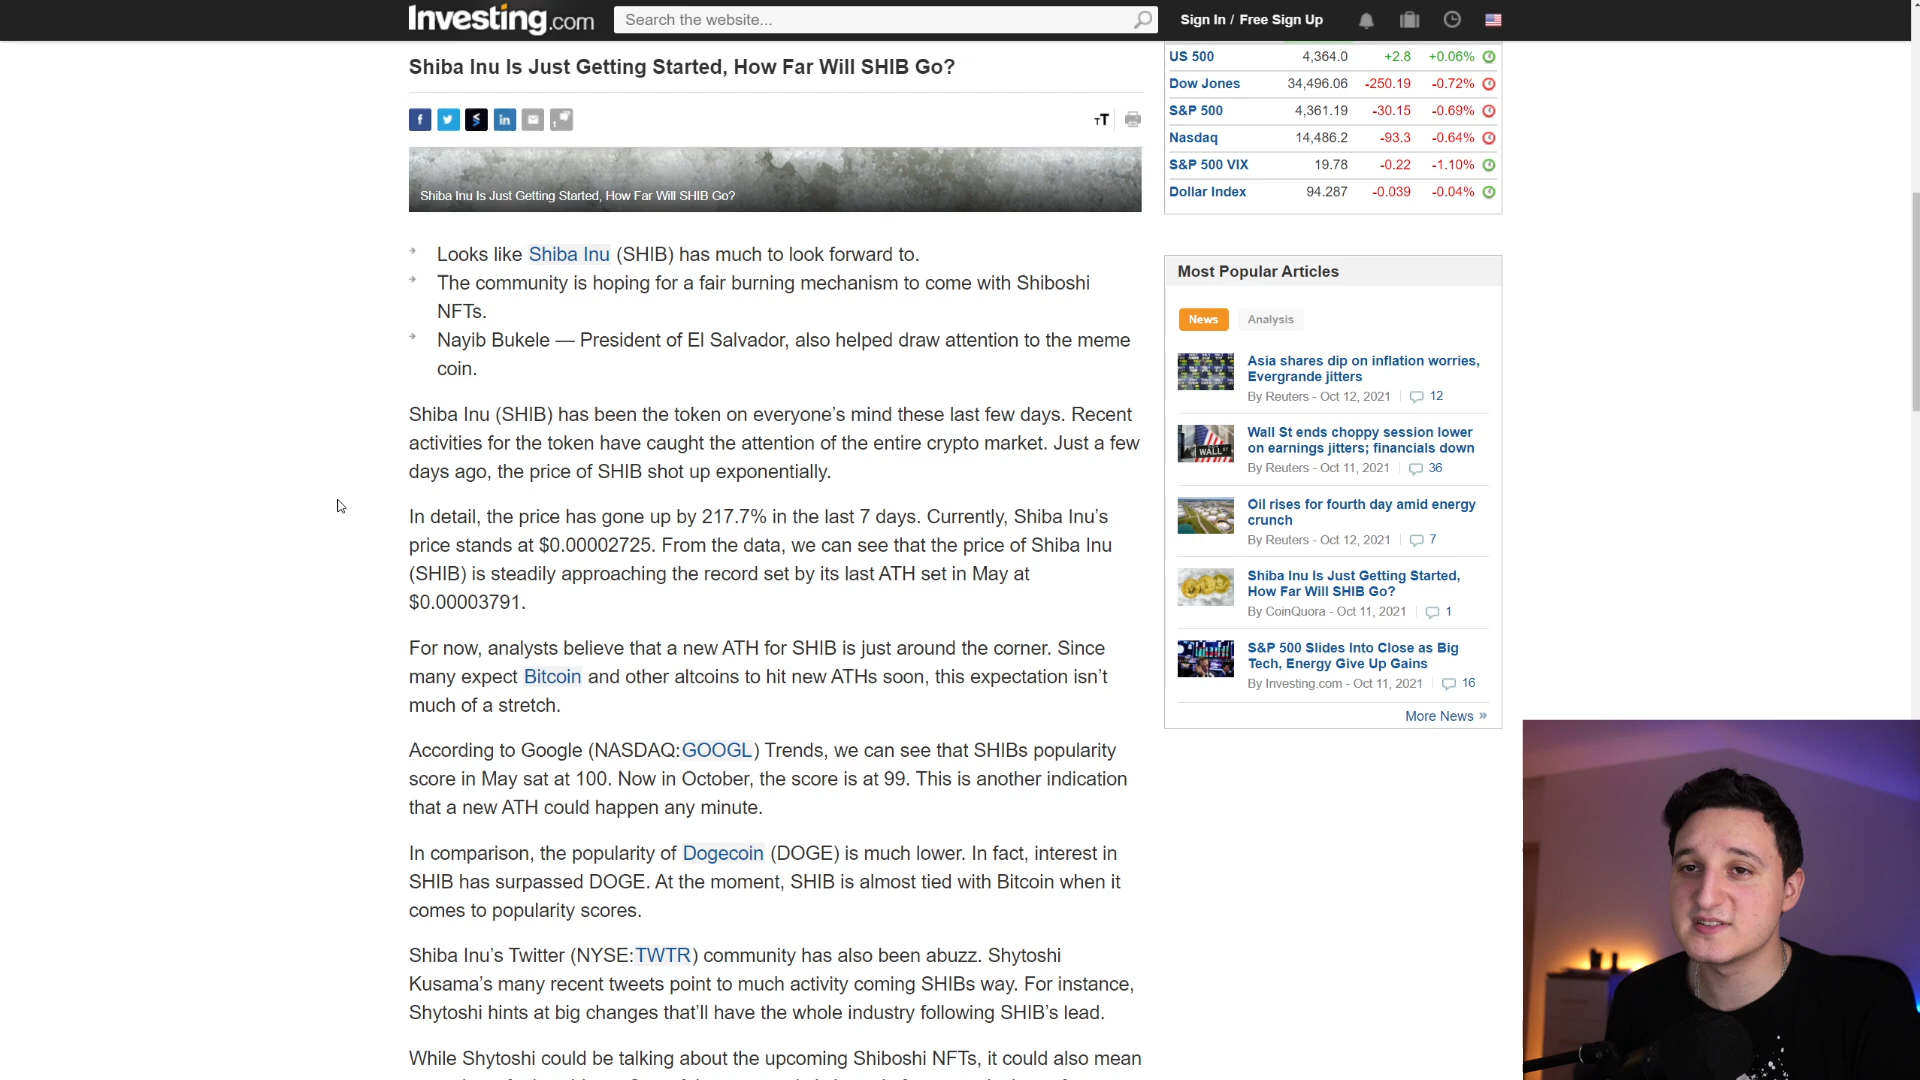 Investing.com
Search the website...
Sign In / Free Sign Up
Shiba Inu Is Just Getting Started, How Far Will SHIB Go?
f
in
1
TT
Shiba Inu Is Just Getting Started, How Far Will SHIB Go?
Looks like Shiba Inu (SHIB) has much to look forward to.
The community is hoping for a fair burning mechanism to come with Shiboshi
NFTs.
Nayib Bukele — President of El Salvador, also helped draw attention to the meme
coin.
Shiba Inu (SHIB) has been the token on everyone’s mind these last few days. Recent
activities for the token have caught the attention of the entire crypto market. Just a few
days ago, the price of SHIB shot up exponentially.
In detail, the price has gone up by 217.7% in the last 7 days. Currently, Shiba Inu’s
price stands at $0.00002725. From the data, we can see that the price of Shiba Inu
(SHIB) is steadily approaching the record set by its last ATH set in May at
$0.00003791.
For now, analysts believe that a new ATH for SHIB is just around the corner. Since
many expect Bitcoin and other altcoins to hit new ATHs soon, this expectation isn’t
much of a stretch.
According to Google (NASDAQ:GOOGL) Trends, we can see that SHIBs popularity
score in May sat at 100. Now in October, the score is at 99. This is another indication
that a new ATH could happen any minute.
In comparison, the popularity of Dogecoin (DOGE) is much lower. In fact, interest in
SHIB has surpassed DOGE. At the moment, SHIB is almost tied with Bitcoin when it
comes to popularity scores.
Shiba Inu’s Twitter (NYSE:TWTR) community has also been abuzz. Shytoshi
Kusama’s many recent tweets point to much activity coming SHIBs way. For instance,
Shytoshi hints at big changes that’ll have the whole industry following SHIB’s lead.
While Shytoshi could be talking about the upcoming Shiboshi NFTs, it could also mean
US 500 4,364.0 +2.8 +0.06%
Dow Jones 34,496.06 -250.19 -0.72%
S&P 500 4,361.19 -30.15 -0.69%
Nasdaq 14,486.2 -93.3 -0.64%
S&P 500 VIX 19.78 -0.22 -1.10%
Dollar Index 94.287 -0.039 -0.04%
Most Popular Articles
News Analysis
Asia shares dip on inflation worries,
Evergrande jitters
By Reuters - Oct 12, 2021 12
Wall St ends choppy session lower
on earnings jitters; financials down
By Reuters - Oct 11, 2021 36
WALL
Oil rises for fourth day amid energy
crunch
By Reuters - Oct 12, 2021 7
Shiba Inu Is Just Getting Started,
How Far Will SHIB Go?
By CoinQuora - Oct 11, 2021 1
S&P 500 Slides Into Close as Big
Tech, Energy Give Up Gains
By Investing.com - Oct 11, 2021 16
More News »